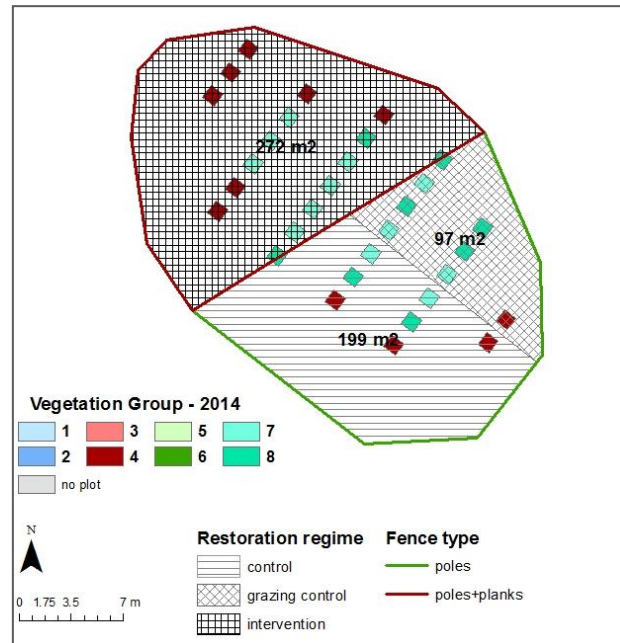 272 m2
97 m2
199 m2
Vegetation Group - 2014
1 3 5 7
2 4 6 8
no plot
N
0 1.75 3.5 7 m
Restoration regime
control
grazing control
intervention
Fence type
poles
poles+planks